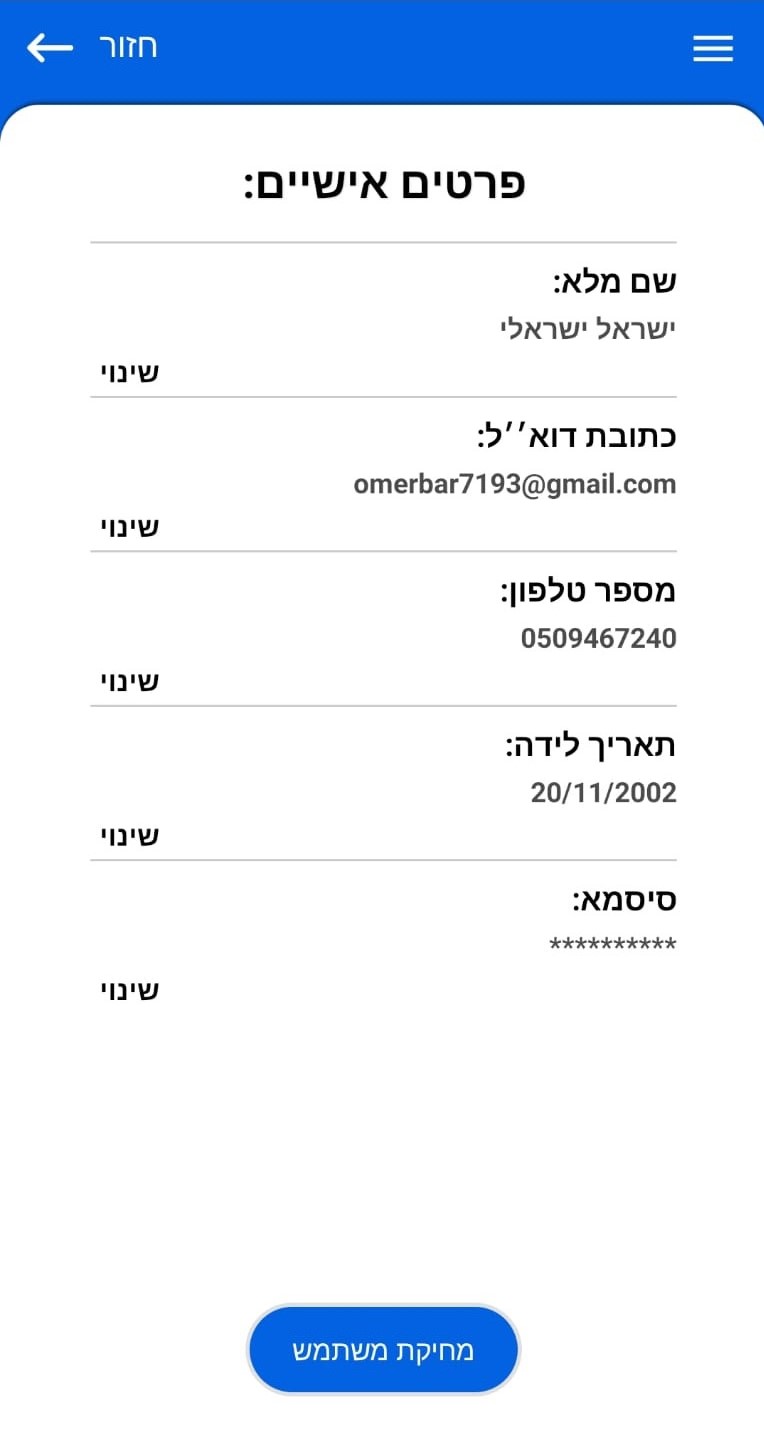 חזור
פרטים אישיים:
שם מלא:
ישראל ישראלי
שינוי
כתובת דוא׳׳ל:
omerbar7193@gmail.com
שינוי
מספר טלפון:
0509467240
שינוי
תאריך לידה:
20/11/2002
שינוי
סיסמא:
**********
שינוי
מחיקת משתמש